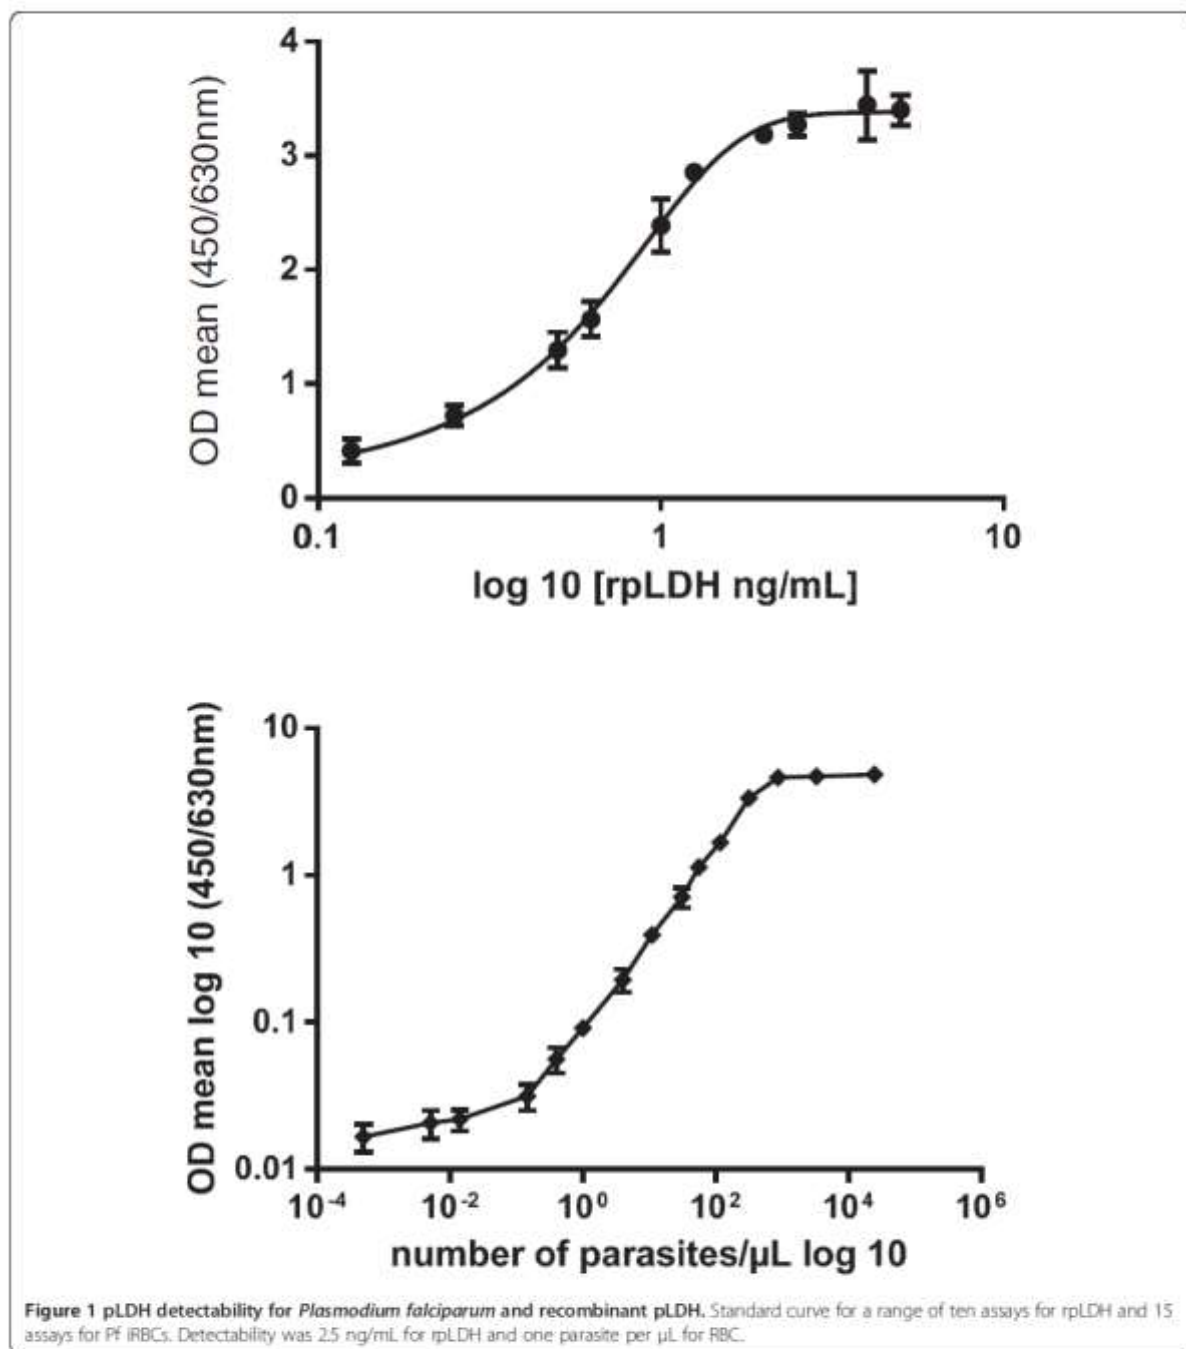 4
3
2
1
0
OD mean (450/630nm)
0.1 1 10
log 10 [rpLDH ng/mL]
10
1
0.1
0.01
OD mean log 10 (450/630nm)
10⁻⁴ 10⁻² 10⁰ 10² 10⁴ 10⁶
number of parasites/µL log 10
Figure 1 pLDH detectability for Plasmodium falciparum and recombinant pLDH. Standard curve for a range of ten assays for rpLDH and 15
assays for Pf iRBCs. Detectability was 25 ng/mL for rpLDH and one parasite per µL for RBC.